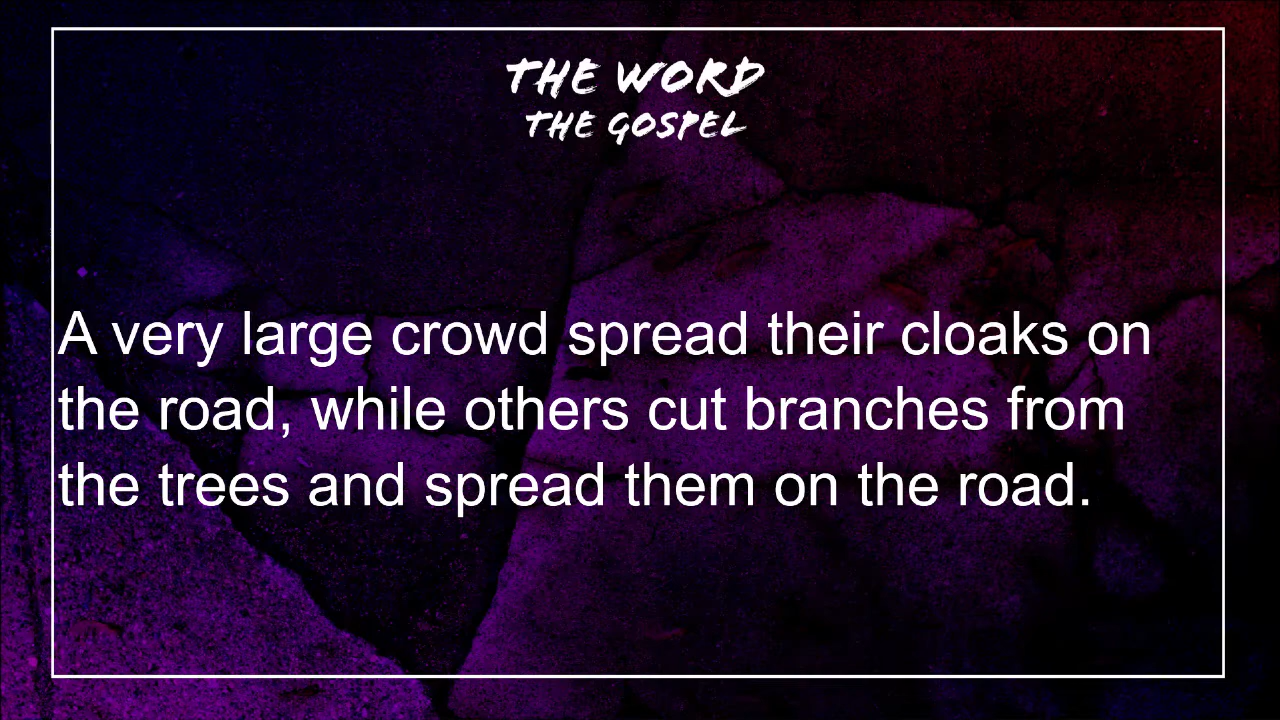 THE WORD
THE GOSPEL
A very large crowd spread their cloaks on
the road, while others cut branches from
the trees and spread them on the road.